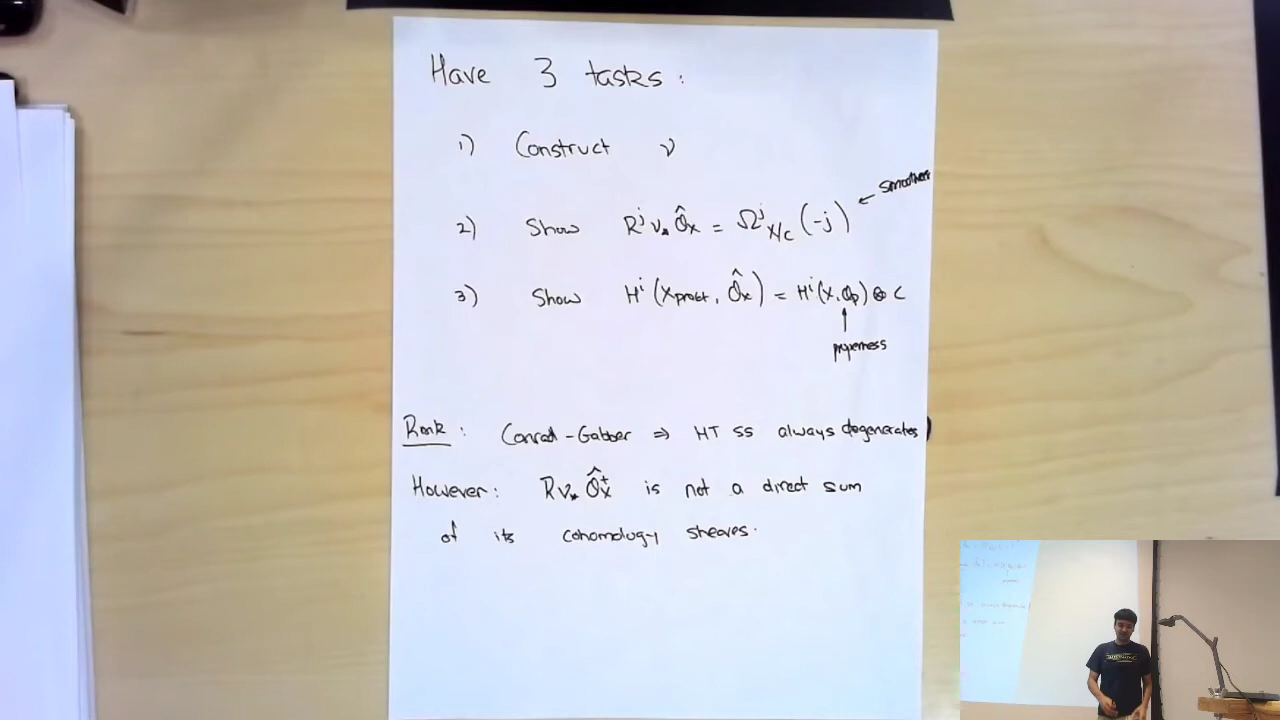 Have 3 tasks:
1) Construct ν
2) Show R^j ν_* Ô_X = Ω^j_{X/C} (-j) ← smoothness
3) Show H^i (X_proét, Ô_X) = H^i(X, Q_p) ⊗ C
↑
properness
Rmk: Conrad-Gabber ⇒ HT SS always degenerates
However: Rν_* Ô_X^+ is not a direct sum
of its cohomology sheaves.